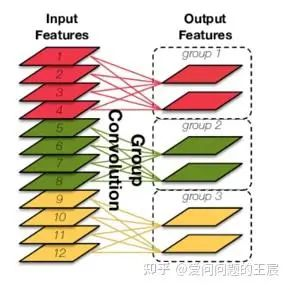 Input
Features
Output
Features
1
2
3
4
5
6
7
8
9
10
11
12
Group
Convolution
group 1
group 2
group 3
知乎 @爱问问题的王宸